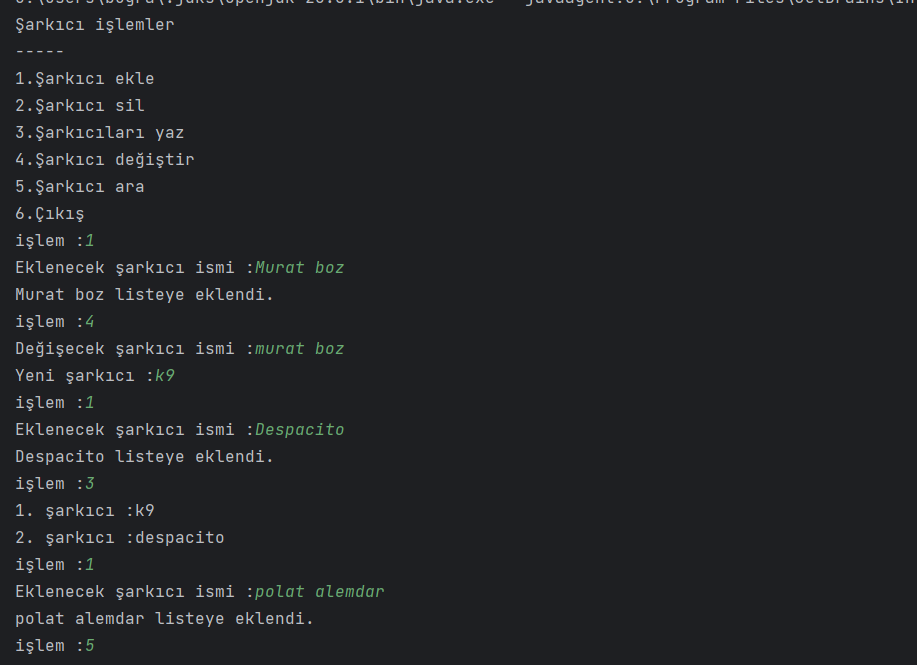 Şarkıcı işlemler
-----
1.Şarkıcı ekle
2.Şarkıcı sil
3.Şarkıcıları yaz
4.Şarkıcı değiştir
5.Şarkıcı ara
6.Çıkış
işlem :1
Eklenecek şarkıcı ismi :Murat boz
Murat boz listeye eklendi.
işlem :4
Değişecek şarkıcı ismi :murat boz
Yeni şarkıcı :k9
işlem :1
Eklenecek şarkıcı ismi :Despacito
Despacito listeye eklendi.
işlem :3
1. şarkıcı :k9
2. şarkıcı :despacito
işlem :1
Eklenecek şarkıcı ismi :polat alemdar
polat alemdar listeye eklendi.
işlem :5